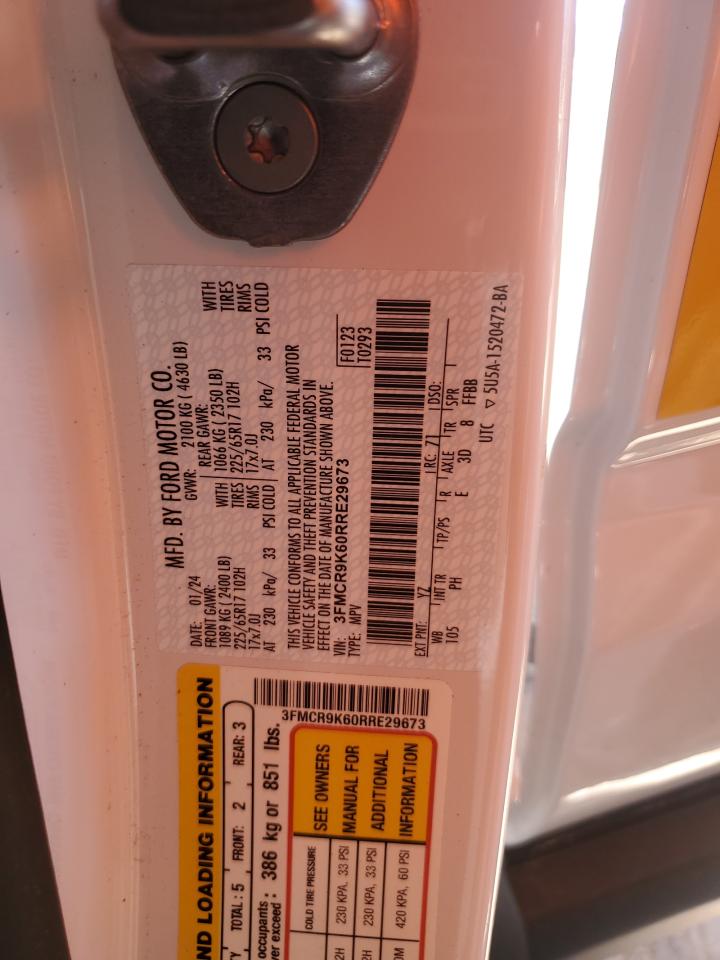 MFD. BY FORD MOTOR CO.
DATE: 01/24 GVWR: 2100 KG ( 4630 LB)
FRONT GAWR: REAR GAWR:
1089 KG ( 2400 LB) WITH 1066 KG ( 2350 LB) WITH
225/65R17 102H TIRES 225/65R17 102H TIRES
17x7.0J RIMS 17x7.0J RIMS
AT 230 kPa/ 33 PSI COLD AT 230 kPa/ 33 PSI COLD
THIS VEHICLE CONFORMS TO ALL APPLICABLE FEDERAL MOTOR
VEHICLE SAFETY AND THEFT PREVENTION STANDARDS IN
EFFECT ON THE DATE OF MANUFACTURE SHOWN ABOVE.
VIN: 3FMCR9K60RRE29673
TYPE: MPV
F0123
T0293
EXT PNT: YZ RC: 71 DSO:
WB INT TR TP/PS R AXLE TR SPR
105 PH E 3D 8 FFBB
UTC ▽ 5U5A-1520472-BA
ND LOADING INFORMATION
TY TOTAL : 5 FRONT: 2 REAR: 3
occupants : 386 kg or 851 lbs.
ver exceed :
3FMCR9K60RRE29673
COLD TIRE PRESSURE
2H 230 KPA, 33 PSI
2H 230 KPA, 33 PSI
0M 420 KPA, 60 PSI
SEE OWNERS
MANUAL FOR
ADDITIONAL
INFORMATION